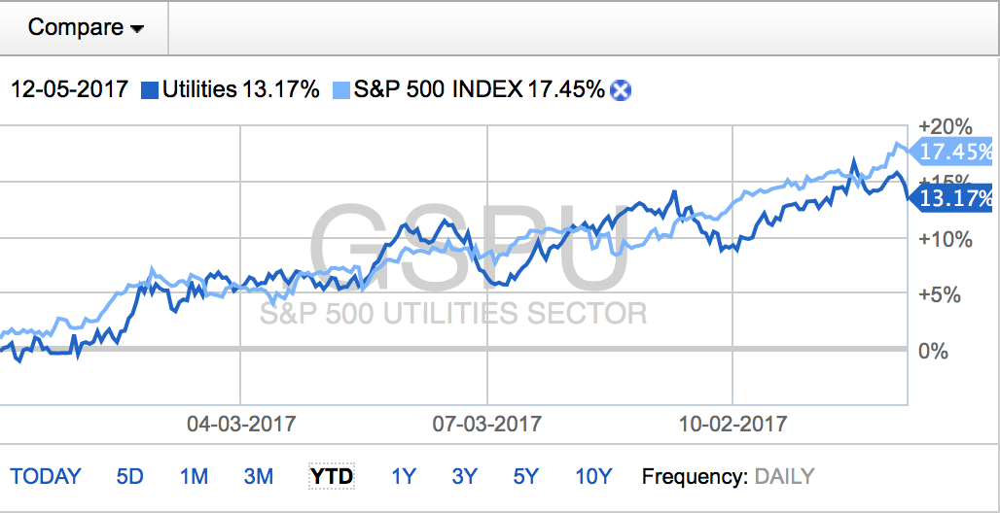 Compare
12-05-2017 Utilities 13.17% S&P 500 INDEX 17.45%
+20%
17.45%
+15%
13.17%
+10%
+5%
0%
GSPU
S&P 500 UTILITIES SECTOR
04-03-2017 07-03-2017 10-02-2017
TODAY 5D 1M 3M YTD 1Y 3Y 5Y 10Y Frequency: DAILY